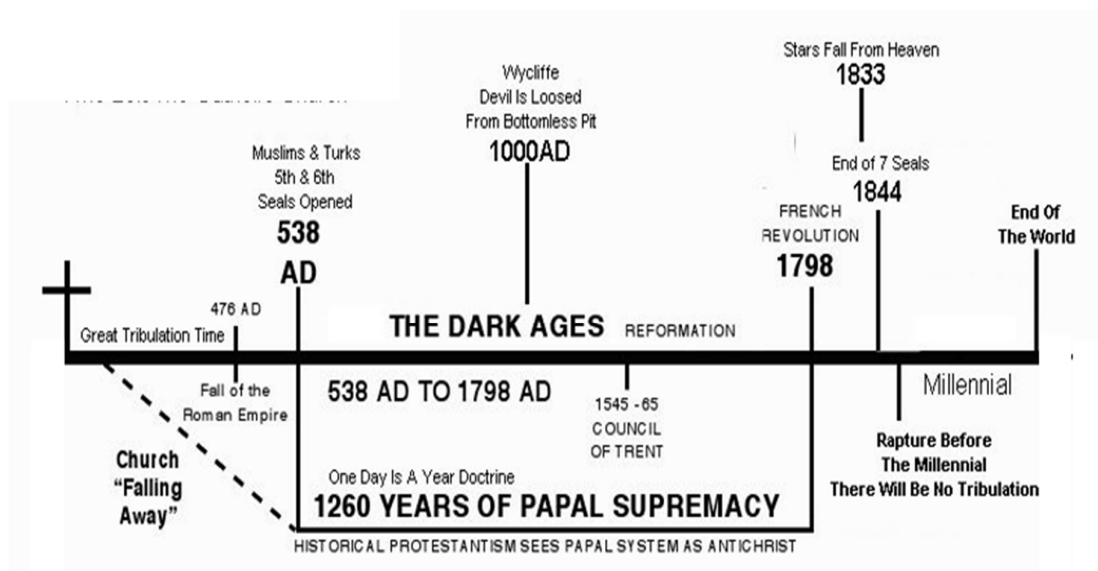 Stars Fall From Heaven
1833
Wycliffe
Devil Is Loosed
From Bottomless Pit
1000AD
Muslims & Turks
5th & 6th
Seals Opened
538
AD
End of 7 Seals
1844
FRENCH
REVOLUTION
1798
End Of
The World
476 AD
Great Tribulation Time
THE DARK AGES
REFORMATION
Fall of the
Roman Empire
538 AD TO 1798 AD
1545 -65
COUNCIL
OF TRENT
Millennial
Rapture Before
The Millennial
There Will Be No Tribulation
Church
“Falling
Away”
One Day Is A Year Doctrine
1260 YEARS OF PAPAL SUPREMACY
HISTORICAL PROTESTANTISM SEES PAPAL SYSTEM AS ANTICHRIST